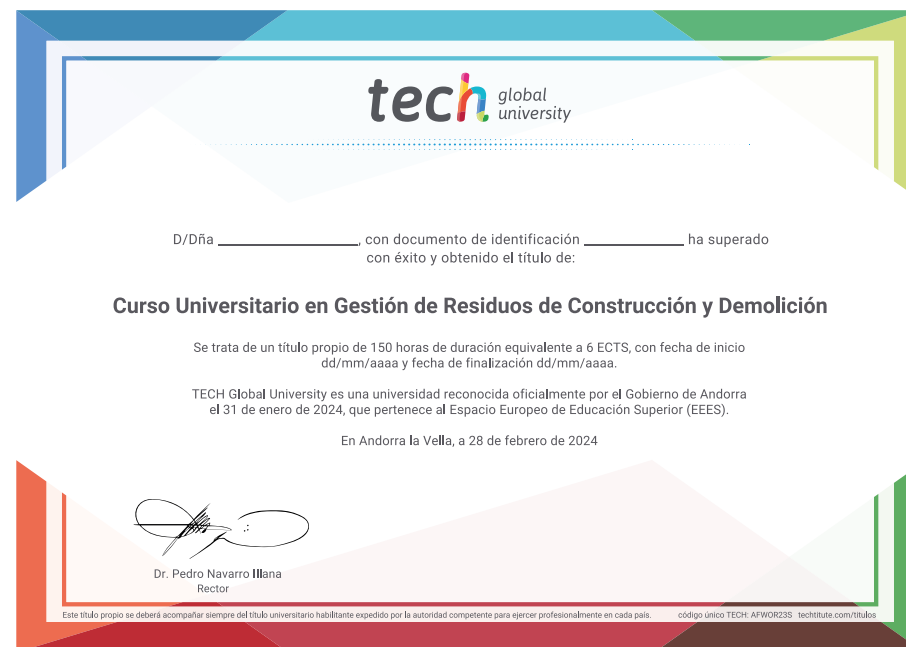 tech global
university
D/Dña ____________________, con documento de identificación ______________ ha superado
con éxito y obtenido el título de:
Curso Universitario en Gestión de Residuos de Construcción y Demolición
Se trata de un título propio de 150 horas de duración equivalente a 6 ECTS, con fecha de inicio
dd/mm/aaaa y fecha de finalización dd/mm/aaaa.
TECH Global University es una universidad reconocida oficialmente por el Gobierno de Andorra
el 31 de enero de 2024, que pertenece al Espacio Europeo de Educación Superior (EEES).
En Andorra la Vella, a 28 de febrero de 2024
Dr. Pedro Navarro Illana
Rector
Este título propio se deberá acompañar siempre del título universitario habilitante expedido por la autoridad competente para ejercer profesionalmente en cada país. código único TECH: AFWOR23S techtitute.com/titulos